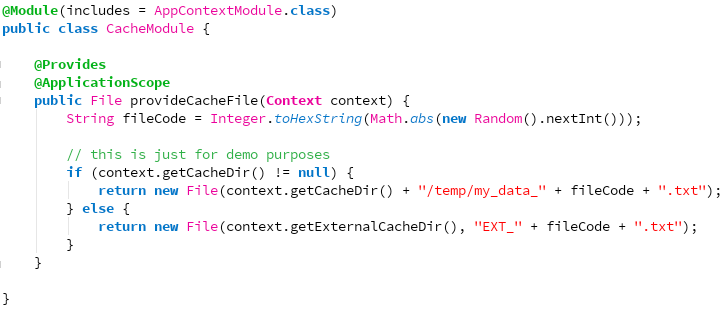 @Module(includes = AppContextModule.class)
public class CacheModule {
@Provides
@ApplicationScope
public File provideCacheFile(Context context) {
String fileCode = Integer.toHexString(Math.abs(new Random().nextInt()));
// this is just for demo purposes
if (context.getCacheDir() != null) {
return new File(context.getCacheDir() + "/temp/my_data_" + fileCode + ".txt");
} else {
return new File(context.getExternalCacheDir(), "EXT_" + fileCode + ".txt");
}
}
}